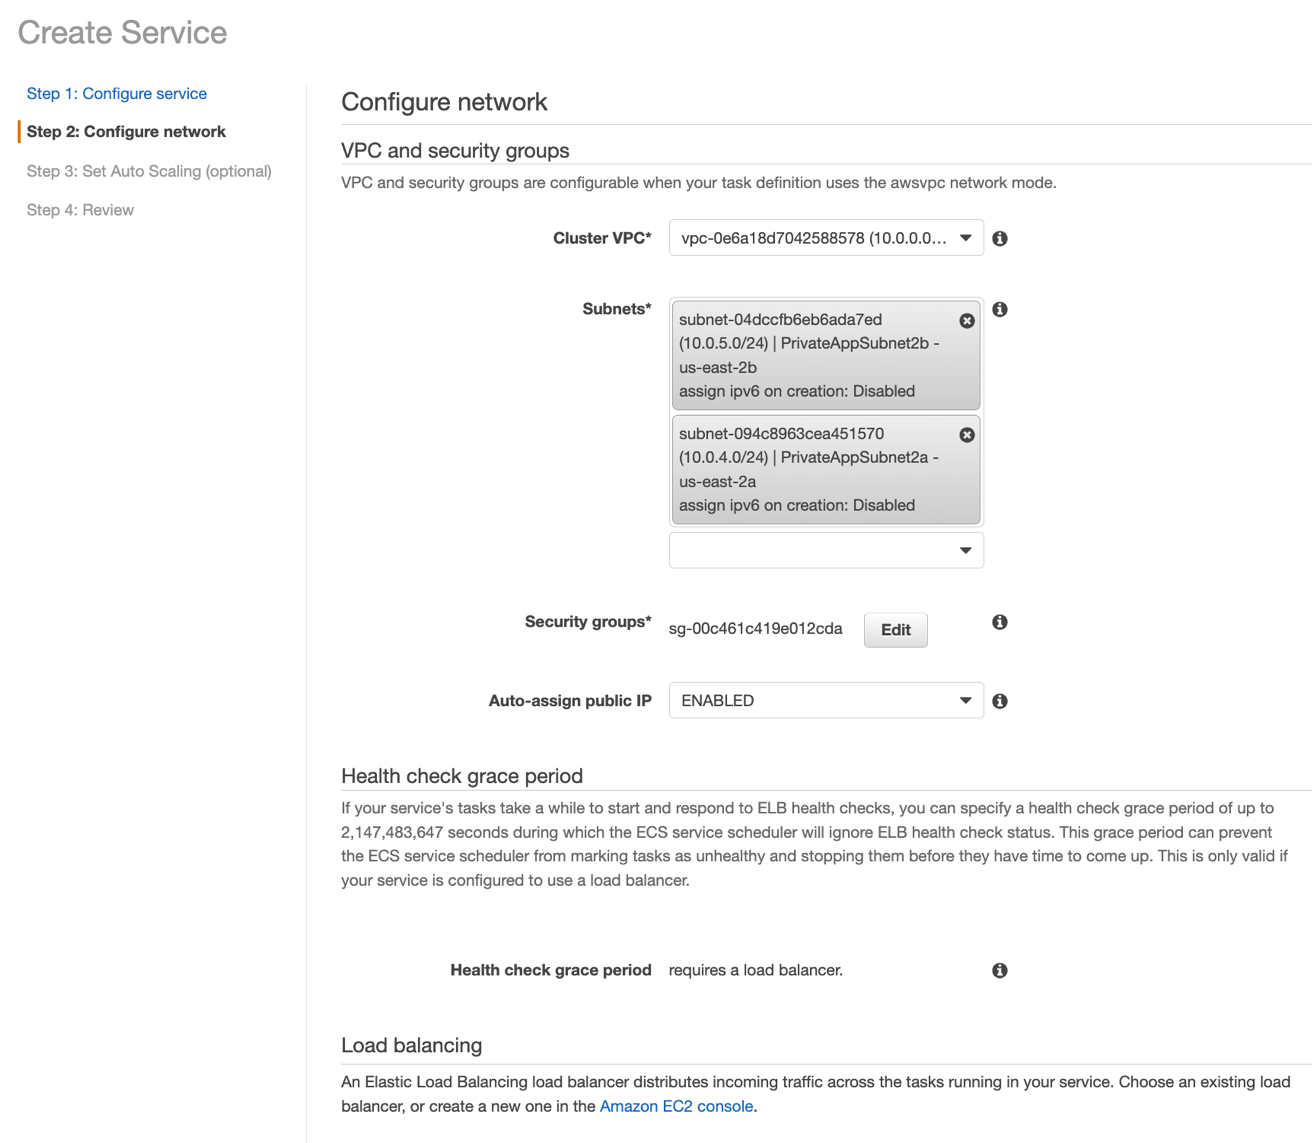 Create Service
Step 1: Configure service
Step 2: Configure network
Step 3: Set Auto Scaling (optional)
Step 4: Review
Configure network
VPC and security groups
VPC and security groups are configurable when your task definition uses the awsvpc network mode.
Cluster VPC* vpc-0e6a18d7042588578 (10.0.0.0...
Subnets*
subnet-04dccfb6eb6ada7ed
(10.0.5.0/24) | PrivateAppSubnet2b -
us-east-2b
assign ipv6 on creation: Disabled
subnet-094c8963cea451570
(10.0.4.0/24) | PrivateAppSubnet2a -
us-east-2a
assign ipv6 on creation: Disabled
Security groups* sg-00c461c419e012cda Edit
Auto-assign public IP ENABLED
Health check grace period
If your service's tasks take a while to start and respond to ELB health checks, you can specify a health check grace period of up to
2,147,483,647 seconds during which the ECS service scheduler will ignore ELB health check status. This grace period can prevent
the ECS service scheduler from marking tasks as unhealthy and stopping them before they have time to come up. This is only valid if
your service is configured to use a load balancer.
Health check grace period requires a load balancer.
Load balancing
An Elastic Load Balancing load balancer distributes incoming traffic across the tasks running in your service. Choose an existing load
balancer, or create a new one in the Amazon EC2 console.